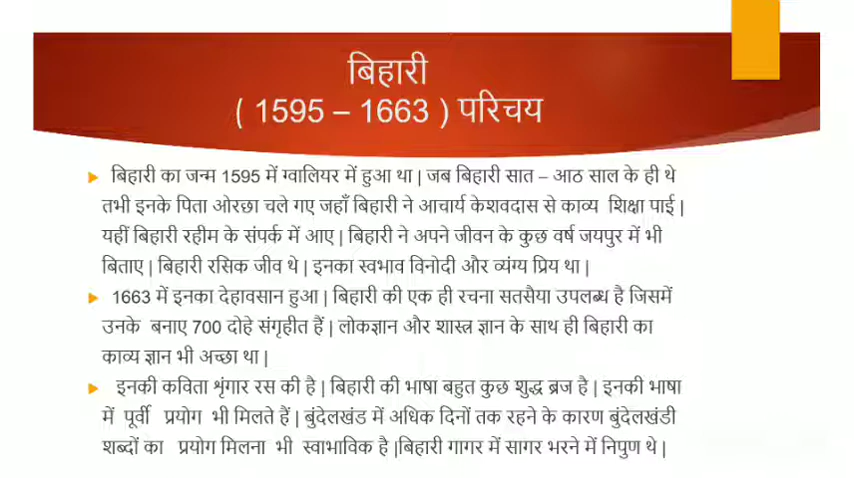 बिहारी
( 1595 – 1663 ) परिचय
बिहारी का जन्म 1595 में ग्वालियर में हुआ था | जब बिहारी सात – आठ साल के ही थे
तभी इनके पिता ओरछा चले गए जहाँ बिहारी ने आचार्य केशवदास से काव्य शिक्षा पाई |
यहीं बिहारी रहीम के संपर्क में आए | बिहारी ने अपने जीवन के कुछ वर्ष जयपुर में भी
बिताए | बिहारी रसिक जीव थे | इनका स्वभाव विनोदी और व्यंग्य प्रिय था |
1663 में इनका देहावसान हुआ | बिहारी की एक ही रचना सतसैया उपलब्ध है जिसमें
उनके बनाए 700 दोहे संगृहीत हैं | लोकज्ञान और शास्त्र ज्ञान के साथ ही बिहारी का
काव्य ज्ञान भी अच्छा था |
इनकी कविता शृंगार रस की है | बिहारी की भाषा बहुत कुछ शुद्ध ब्रज है | इनकी भाषा
में पूर्वी प्रयोग भी मिलते हैं | बुंदेलखंड में अधिक दिनों तक रहने के कारण बुंदेलखंडी
शब्दों का प्रयोग मिलना भी स्वाभाविक है |बिहारी गागर में सागर भरने में निपुण थे |